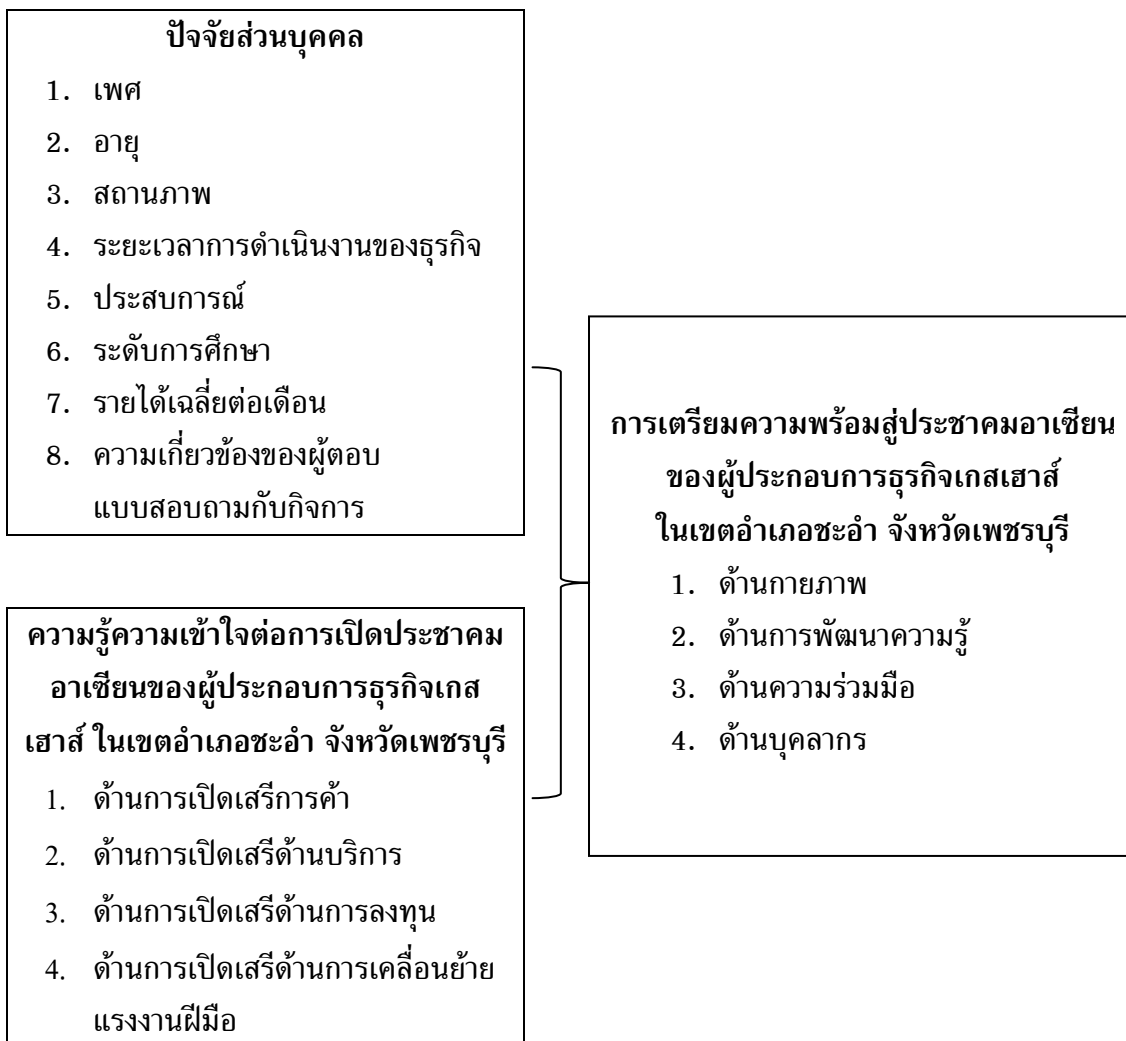 ปัจจัยส่วนบุคคล
1. เพศ
2. อายุ
3. สถานภาพ
4. ระยะเวลาการดำเนินงานของธุรกิจ
5. ประสบการณ์
6. ระดับการศึกษา
7. รายได้เฉลี่ยต่อเดือน
8. ความเกี่ยวข้องของผู้ตอบ
แบบสอบถามกับกิจการ
ความรู้ความเข้าใจต่อการเปิดประชาคม
อาเซียนของผู้ประกอบการธุรกิจเกส
เฮาส์ ในเขตอำเภอชะอำ จังหวัดเพชรบุรี
1. ด้านการเปิดเสรีการค้า
2. ด้านการเปิดเสรีด้านบริการ
3. ด้านการเปิดเสรีด้านการลงทุน
4. ด้านการเปิดเสรีด้านการเคลื่อนย้าย
แรงงานฝีมือ
การเตรียมความพร้อมสู่ประชาคมอาเซียน
ของผู้ประกอบการธุรกิจเกสเฮาส์
ในเขตอำเภอชะอำ จังหวัดเพชรบุรี
1. ด้านกายภาพ
2. ด้านการพัฒนาความรู้
3. ด้านความร่วมมือ
4. ด้านบุคลากร